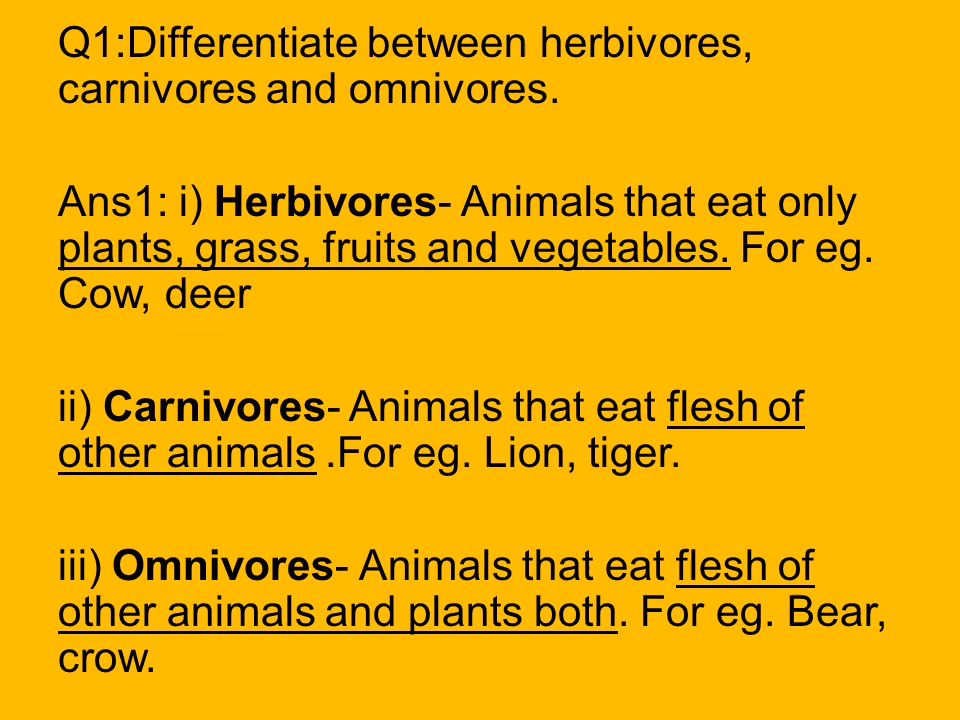 Q1:Differentiate between herbivores,
carnivores and omnivores.
Ans1: i) Herbivores- Animals that eat only
plants, grass, fruits and vegetables. For eg.
Cow, deer
ii) Carnivores- Animals that eat flesh of
other animals .For eg. Lion, tiger.
iii) Omnivores- Animals that eat flesh of
other animals and plants both. For eg. Bear,
crow.